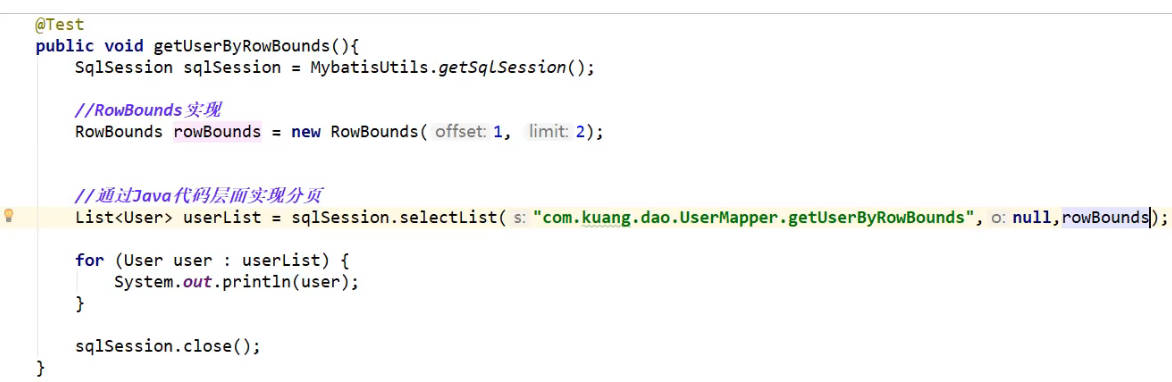 @Test
public void getUserByRowBounds(){
SqlSession sqlSession = MybatisUtils.getSqlSession();
//RowBounds实现
RowBounds rowBounds = new RowBounds( offset: 1, limit: 2);
//通过Java代码层面实现分页
List<User> userList = sqlSession.selectList( s: "com.kuang.dao.UserMapper.getUserByRowBounds", o: null,rowBounds);
for (User user : userList) {
System.out.println(user);
}
sqlSession.close();
}